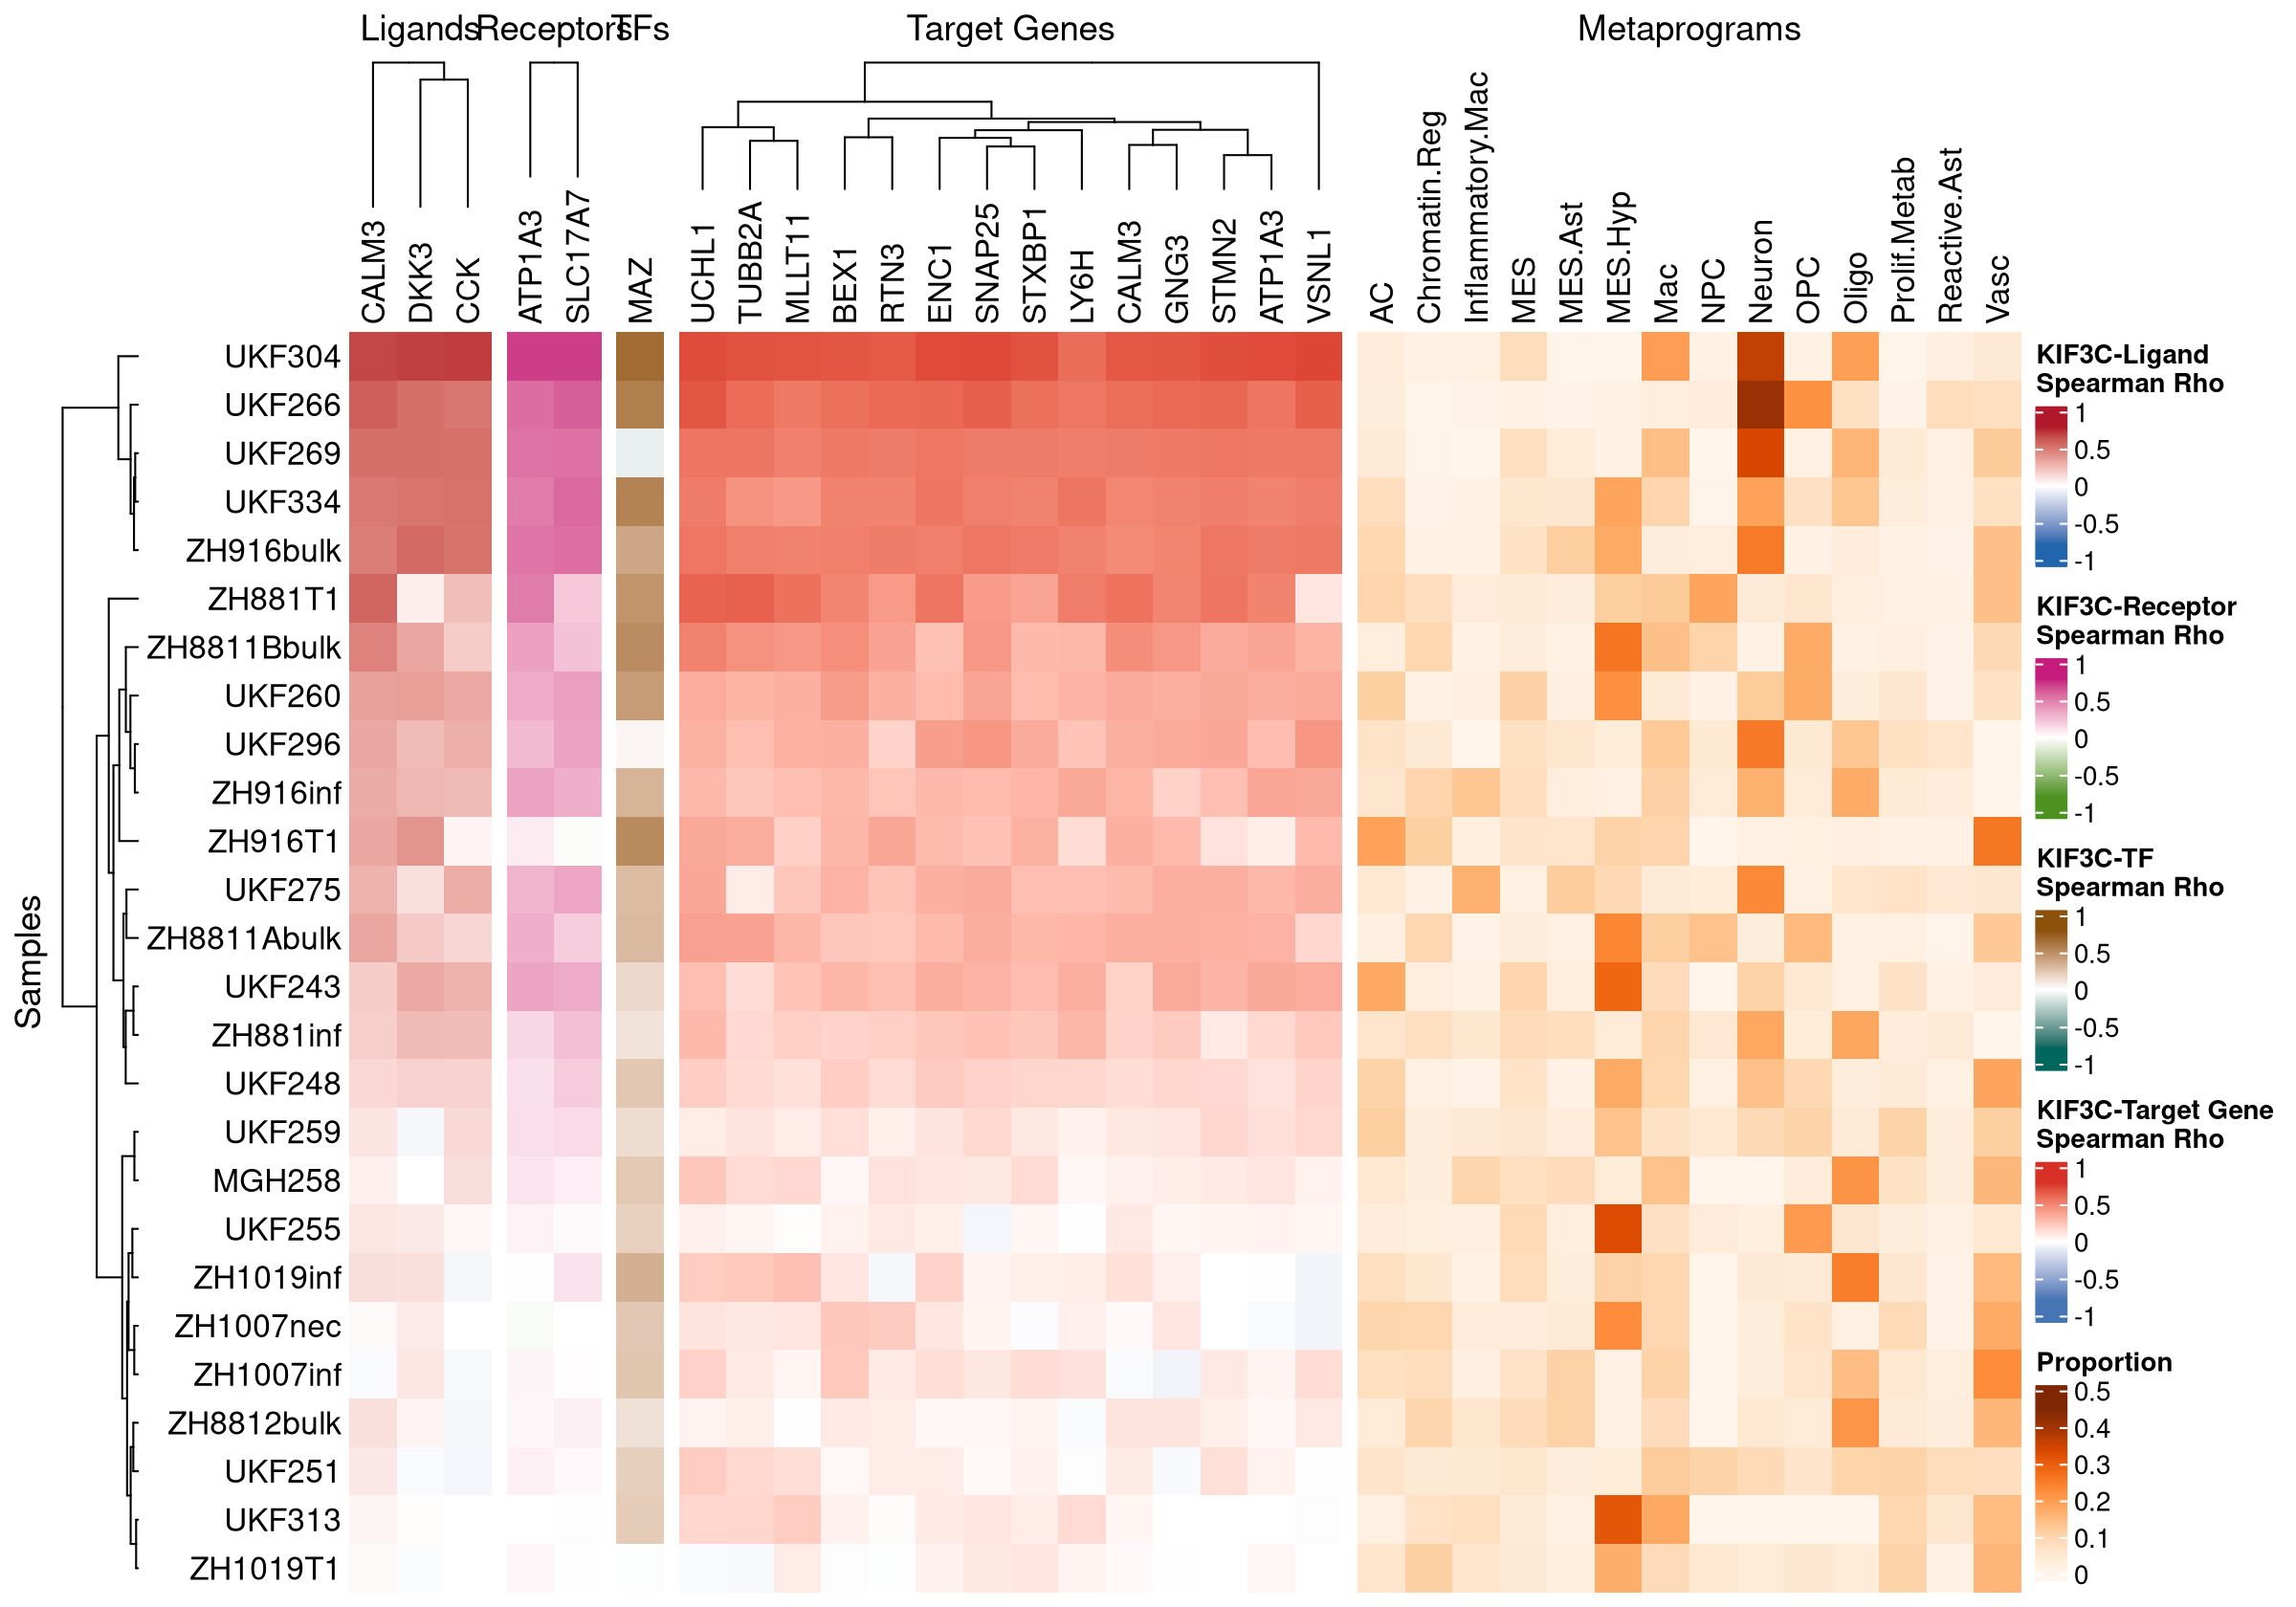 Ligands Receptors TFs Target Genes Metaprograms
CALM3 DKK3 CCK ATP1A3 SLC17A7 MAZ UCHL1 TUBB2A MLLT11 BEX1 RTN3 ENC1 SNAP25 STXBP1 LY6H CALM3 GNG3 STMN2 ATP1A3 VSNL1 AC Chromatin.Reg Inflammatory.Mac MES MES.Ast MES.Hyp Mac NPC Neuron OPC Oligo Prolif.Metab Reactive.Ast Vasc
Samples
UKF304
UKF266
UKF269
UKF334
ZH916bulk
ZH881T1
ZH8811Bbulk
UKF260
UKF296
ZH916inf
ZH916T1
UKF275
ZH8811Abulk
UKF243
ZH881inf
UKF248
UKF259
MGH258
UKF255
ZH1019inf
ZH1007nec
ZH1007inf
ZH8812bulk
UKF251
UKF313
ZH1019T1
KIF3C-Ligand
Spearman Rho
1
0.5
0
-0.5
-1
KIF3C-Receptor
Spearman Rho
1
0.5
0
-0.5
-1
KIF3C-TF
Spearman Rho
1
0.5
0
-0.5
-1
KIF3C-Target Gene
Spearman Rho
1
0.5
0
-0.5
-1
Proportion
0.5
0.4
0.3
0.2
0.1
0